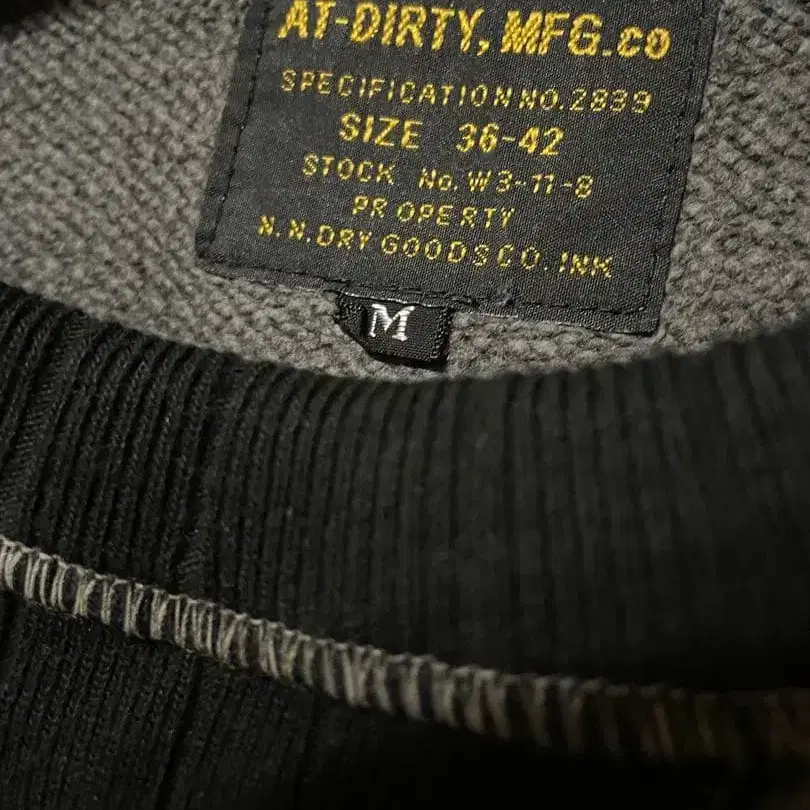 AT-DIRTY, MFG.co
SPECIFICATION NO.2899
SIZE 36-42
STOCK No.W3-11-8
PROPERTY
N.N.DRY GOODS CO.INK
M